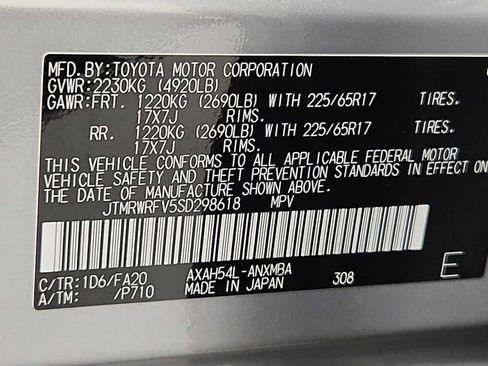 MFD.BY:TOYOTA MOTOR CORPORATION
GVWR:2230KG (4920LB)
GAWR:FRT. 1220KG (2690LB) WITH 225/65R17 TIRES.
17X7J RIMS.
RR. 1220KG (2690LB) WITH 225/65R17 TIRES.
17X7J RIMS.
THIS VEHICLE CONFORMS TO ALL APPLICABLE FEDERAL MOTOR
VEHICLE SAFETY AND THEFT PREVENTION STANDARDS IN EFFECT ON
THE DATE OF MANUFACTURE SHOWN ABOVE.
JTMRWRFV5SD298618 MPV
C/TR:1D6/FA20 AXAH54L-ANXMBA
A/TM: /P710 MADE IN JAPAN 308 E